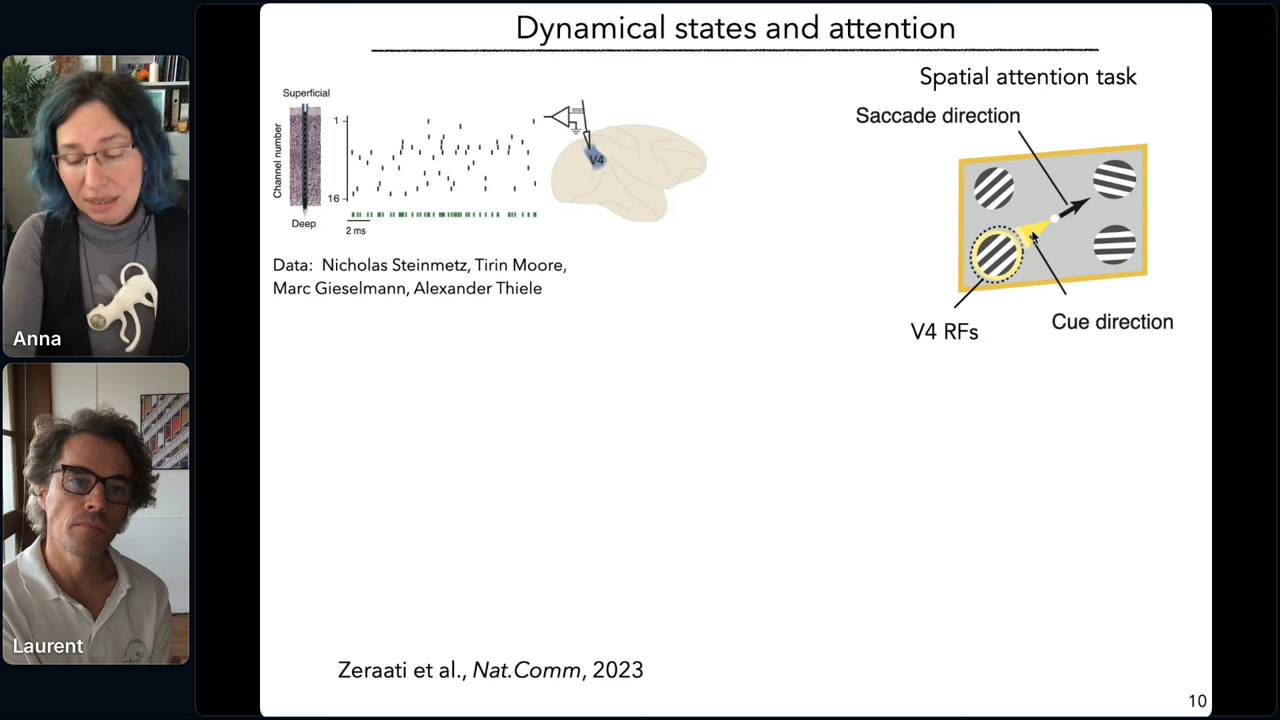 Dynamical states and attention
Spatial attention task
Superficial
Channel number
1
16
Deep
2 ms
V4
Saccade direction
Data: Nicholas Steinmetz, Tirin Moore,
Marc Gieselmann, Alexander Thiele
V4 RFs
Cue direction
Anna
Laurent
Zeraati et al., Nat.Comm, 2023
10